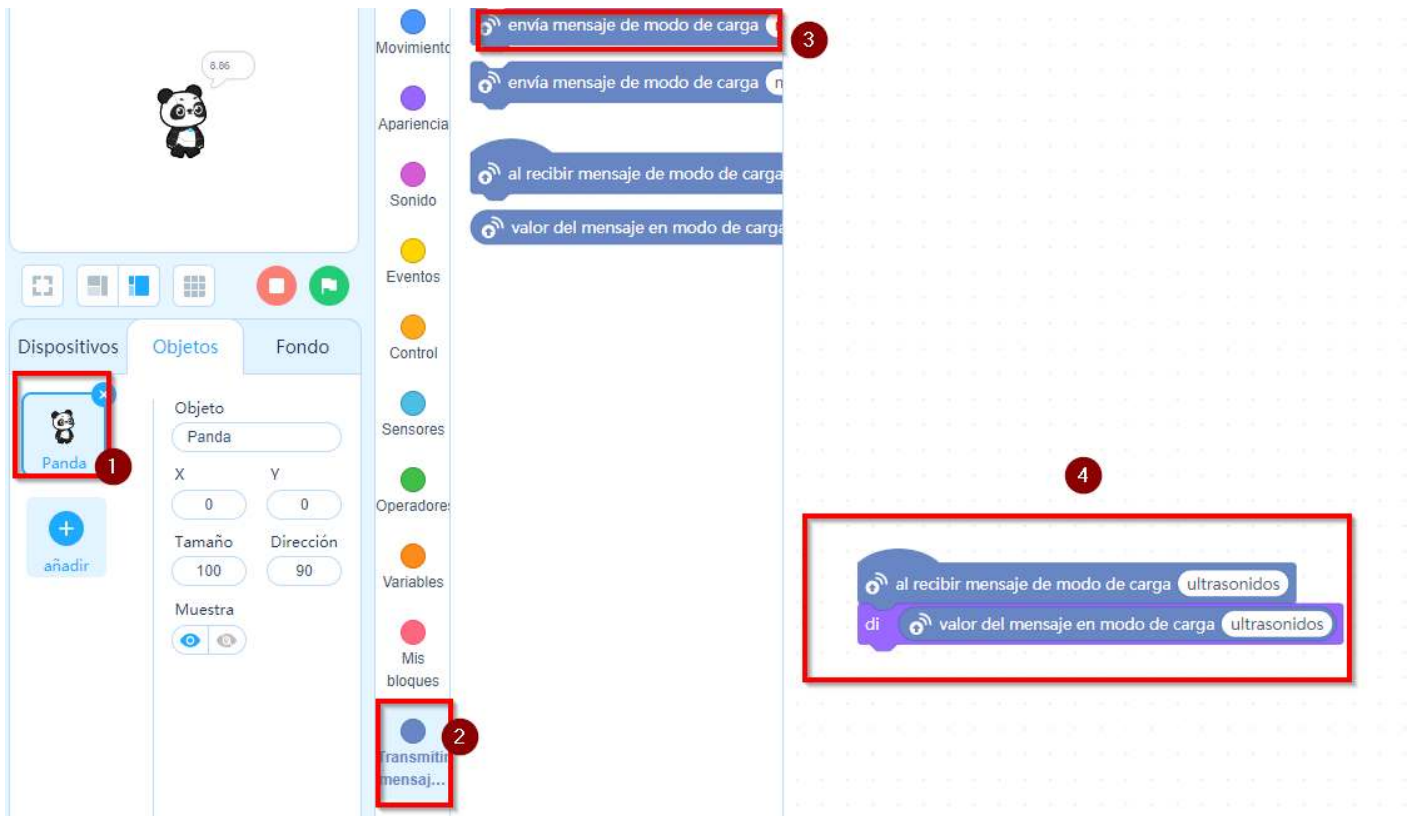 8.86
Movimiento
Apariencia
Sonido
Eventos
Control
Sensores
Operadores
Variables
Mis
bloques
Transmitir
mensaj...
2
envía mensaje de modo de carga
3
envía mensaje de modo de carga
al recibir mensaje de modo de carga
valor del mensaje en modo de carga
Dispositivos Objetos Fondo
Panda
1
añadir
Objeto
Panda
X Y
0 0
Tamaño Dirección
100 90
Muestra
4
al recibir mensaje de modo de carga ultrasonidos
di valor del mensaje en modo de carga ultrasonidos